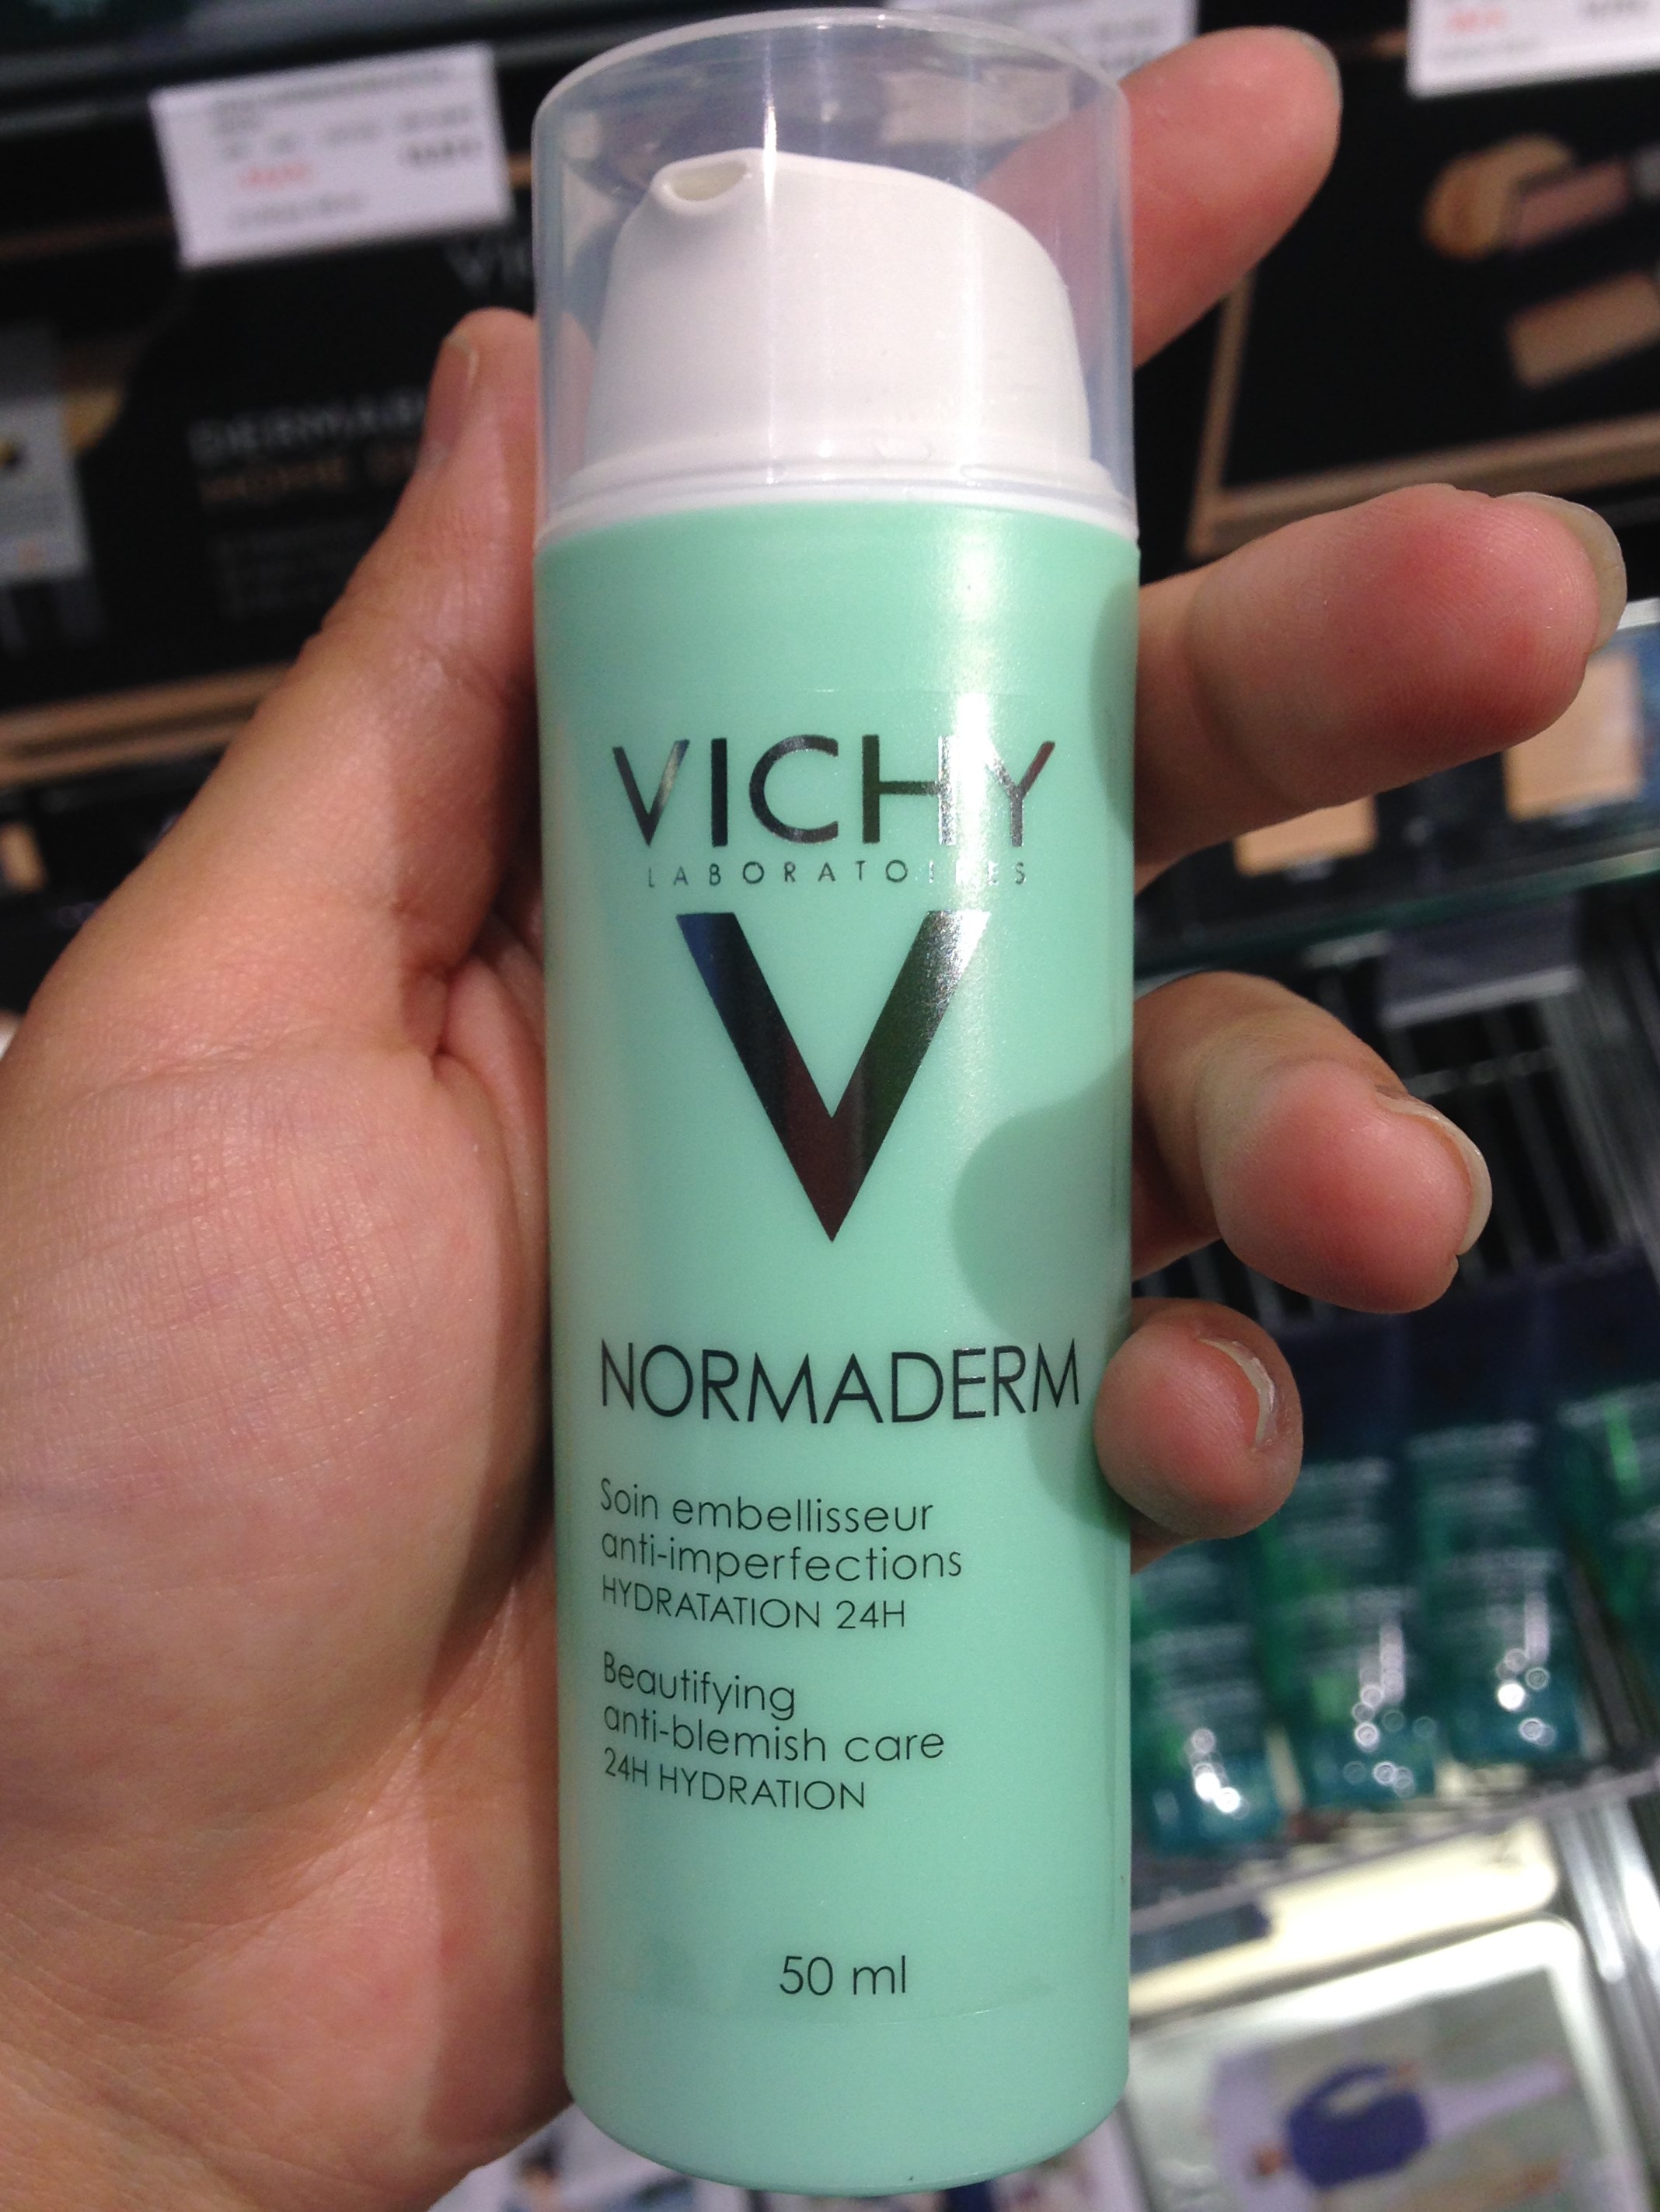 VICHY
LABORATOIRES
V
NORMADERM
Soin embellisseur
anti-imperfections
HYDRATATION 24H
Beautifying
anti-blemish care
24H HYDRATION
50 ml